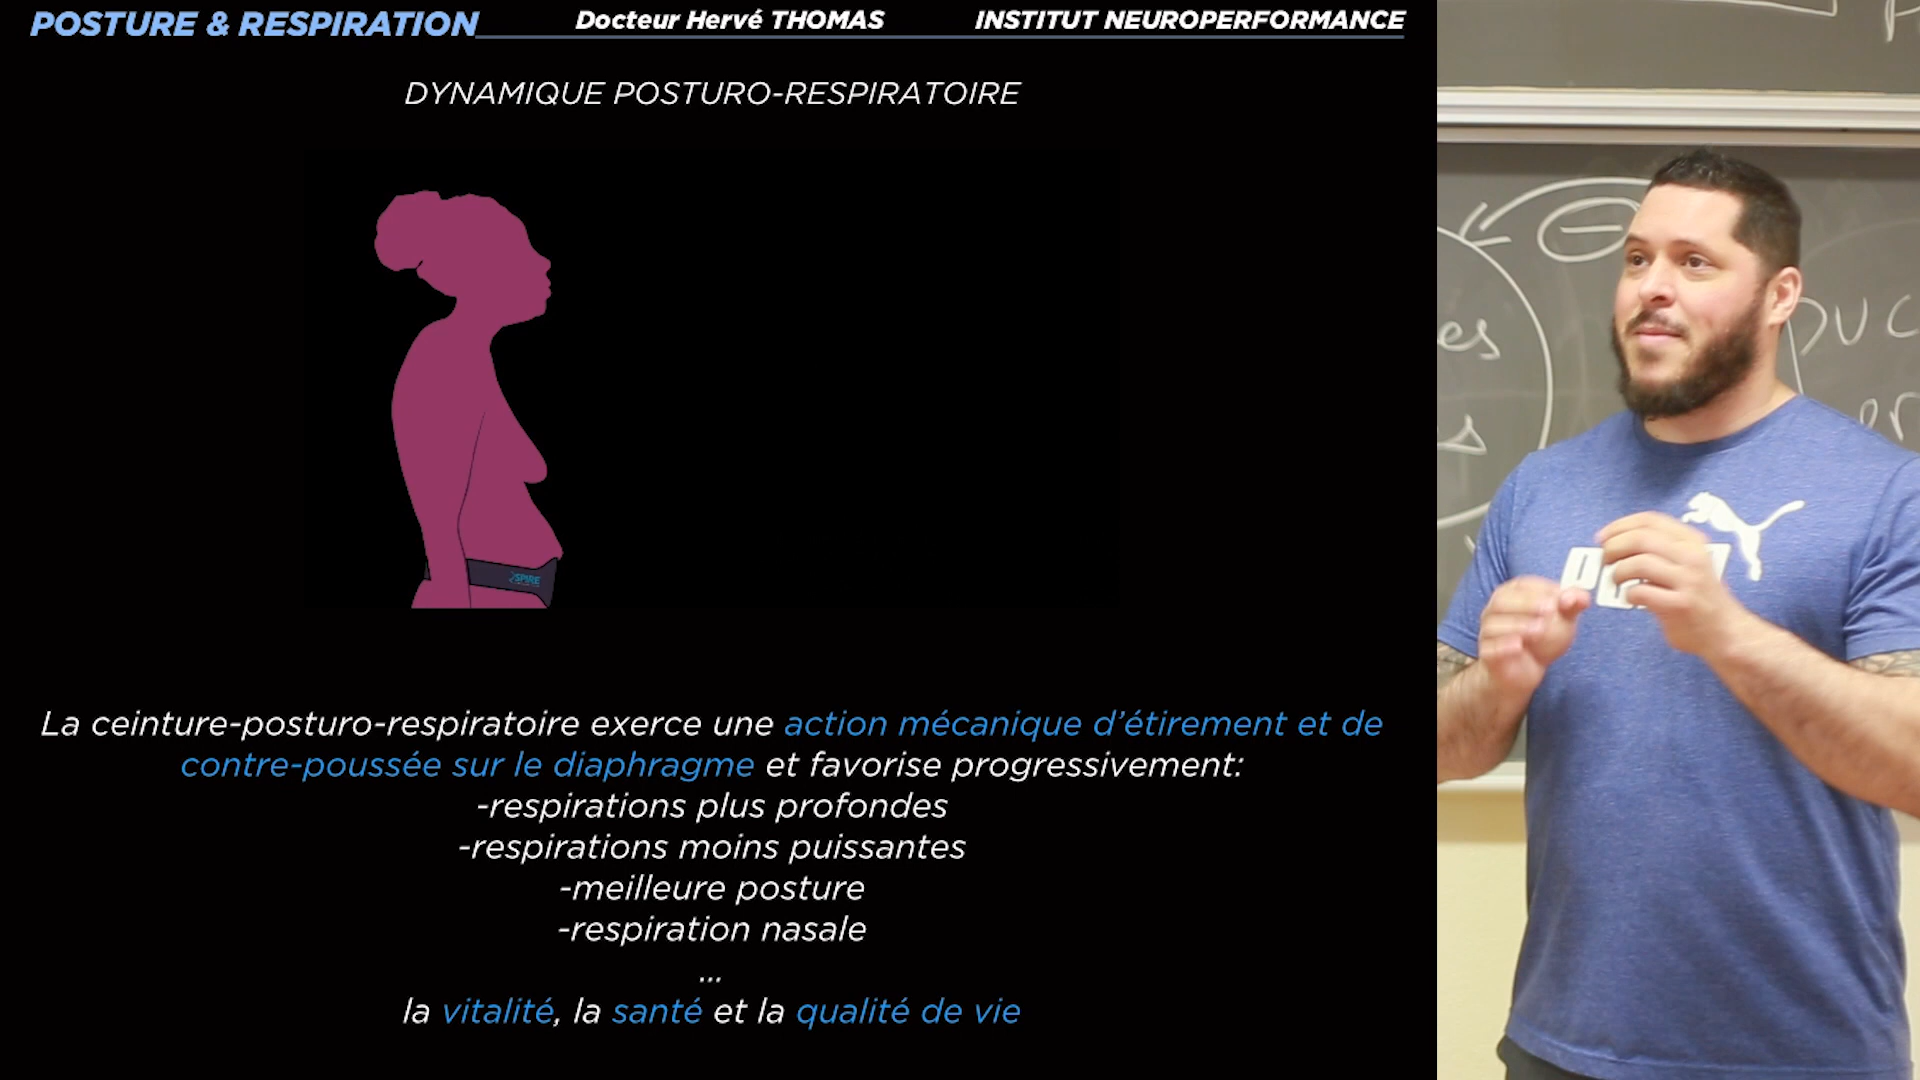 POSTURE & RESPIRATION Docteur Hervé THOMAS INSTITUT NEUROPERFORMANCE
DYNAMIQUE POSTURO-RESPIRATOIRE
SPIRE
La ceinture-posturo-respiratoire exerce une action mécanique d'étirement et de
contre-poussée sur le diaphragme et favorise progressivement:
-respirations plus profondes
-respirations moins puissantes
-meilleure posture
-respiration nasale
...
la vitalité, la santé et la qualité de vie